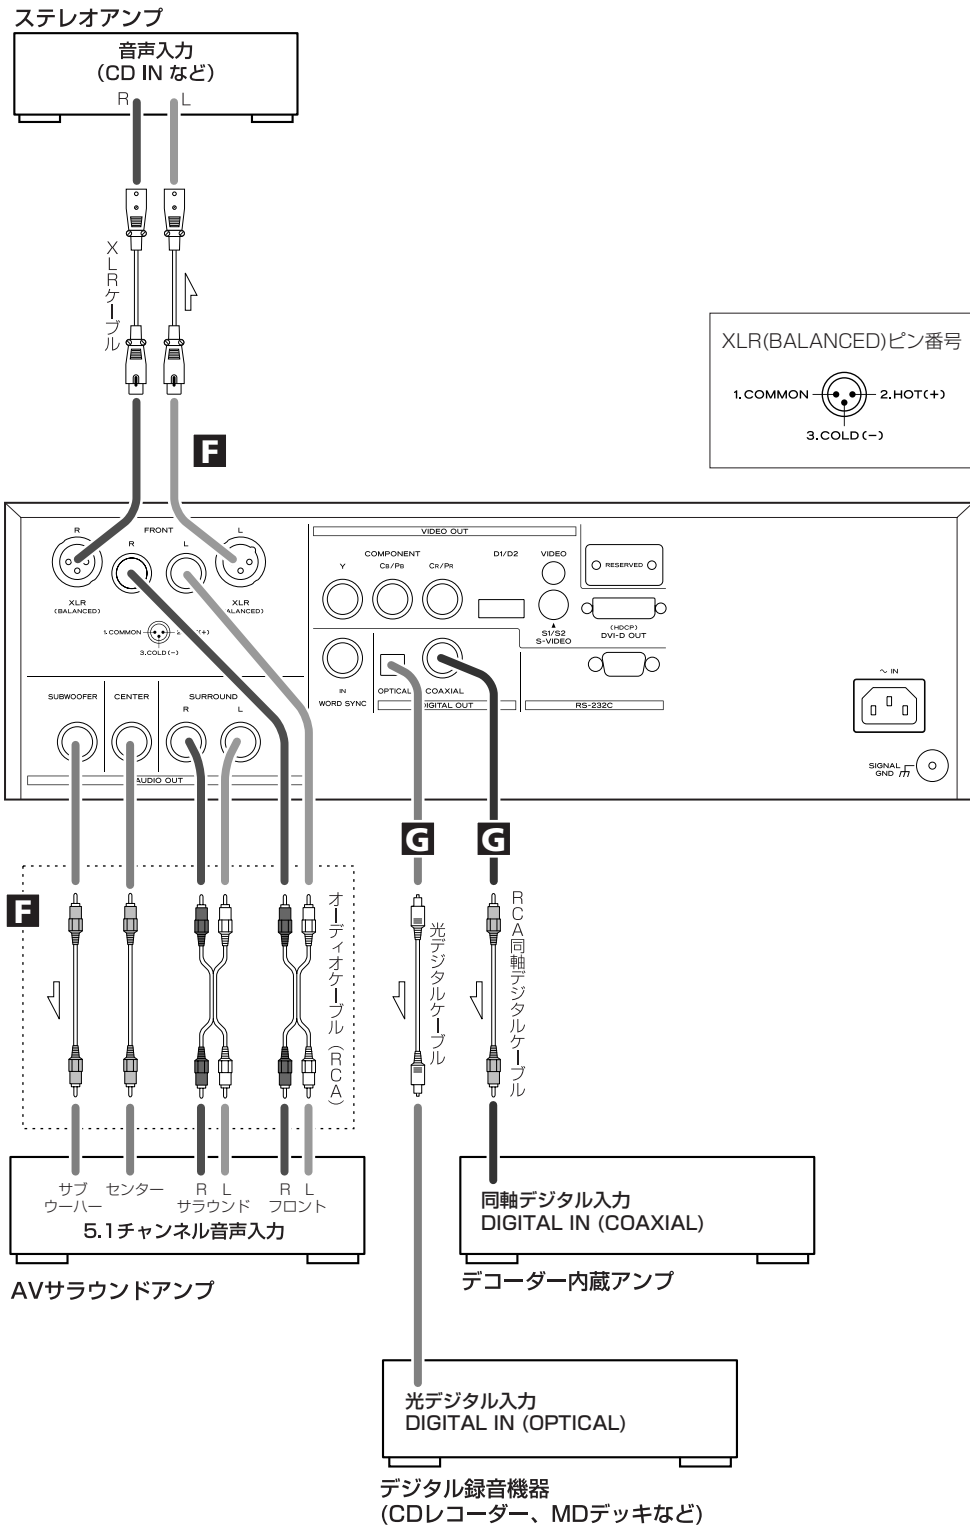 ステレオアンプ
音声入力
(CD IN など)
R L
XLRケーブル
F
XLR(BALANCED)ピン番号
1.COMMON
2.HOT(+)
3.COLD(-)
R FRONT L
R L
XLR
(BALANCED)
XLR
ALANCED)
1.COMMON
2. (+)
3.COLD(-)
VIDEO OUT
COMPONENT
Y CB/PB CR/PR
D1/D2
VIDEO
S1/S2
S-VIDEO
RESERVED
(HDCP)
DVI-D OUT
IN
WORD SYNC
OPTICAL COAXIAL
IGITAL OUT
RS-232C
～ IN
SIGNAL
GND
SUBWOOFER CENTER SURROUND
R L
AUDIO OUT
G G
F
オーディオケーブル(RCA)
光デジタルケーブル
RCA同軸デジタルケーブル
サブ
ウーハー
センター
R L
サラウンド
R L
フロント
5.1チャンネル音声入力
AVサラウンドアンプ
同軸デジタル入力
DIGITAL IN (COAXIAL)
デコーダー内蔵アンプ
光デジタル入力
DIGITAL IN (OPTICAL)
デジタル録音機器
(CDレコーダー、MDデッキなど)